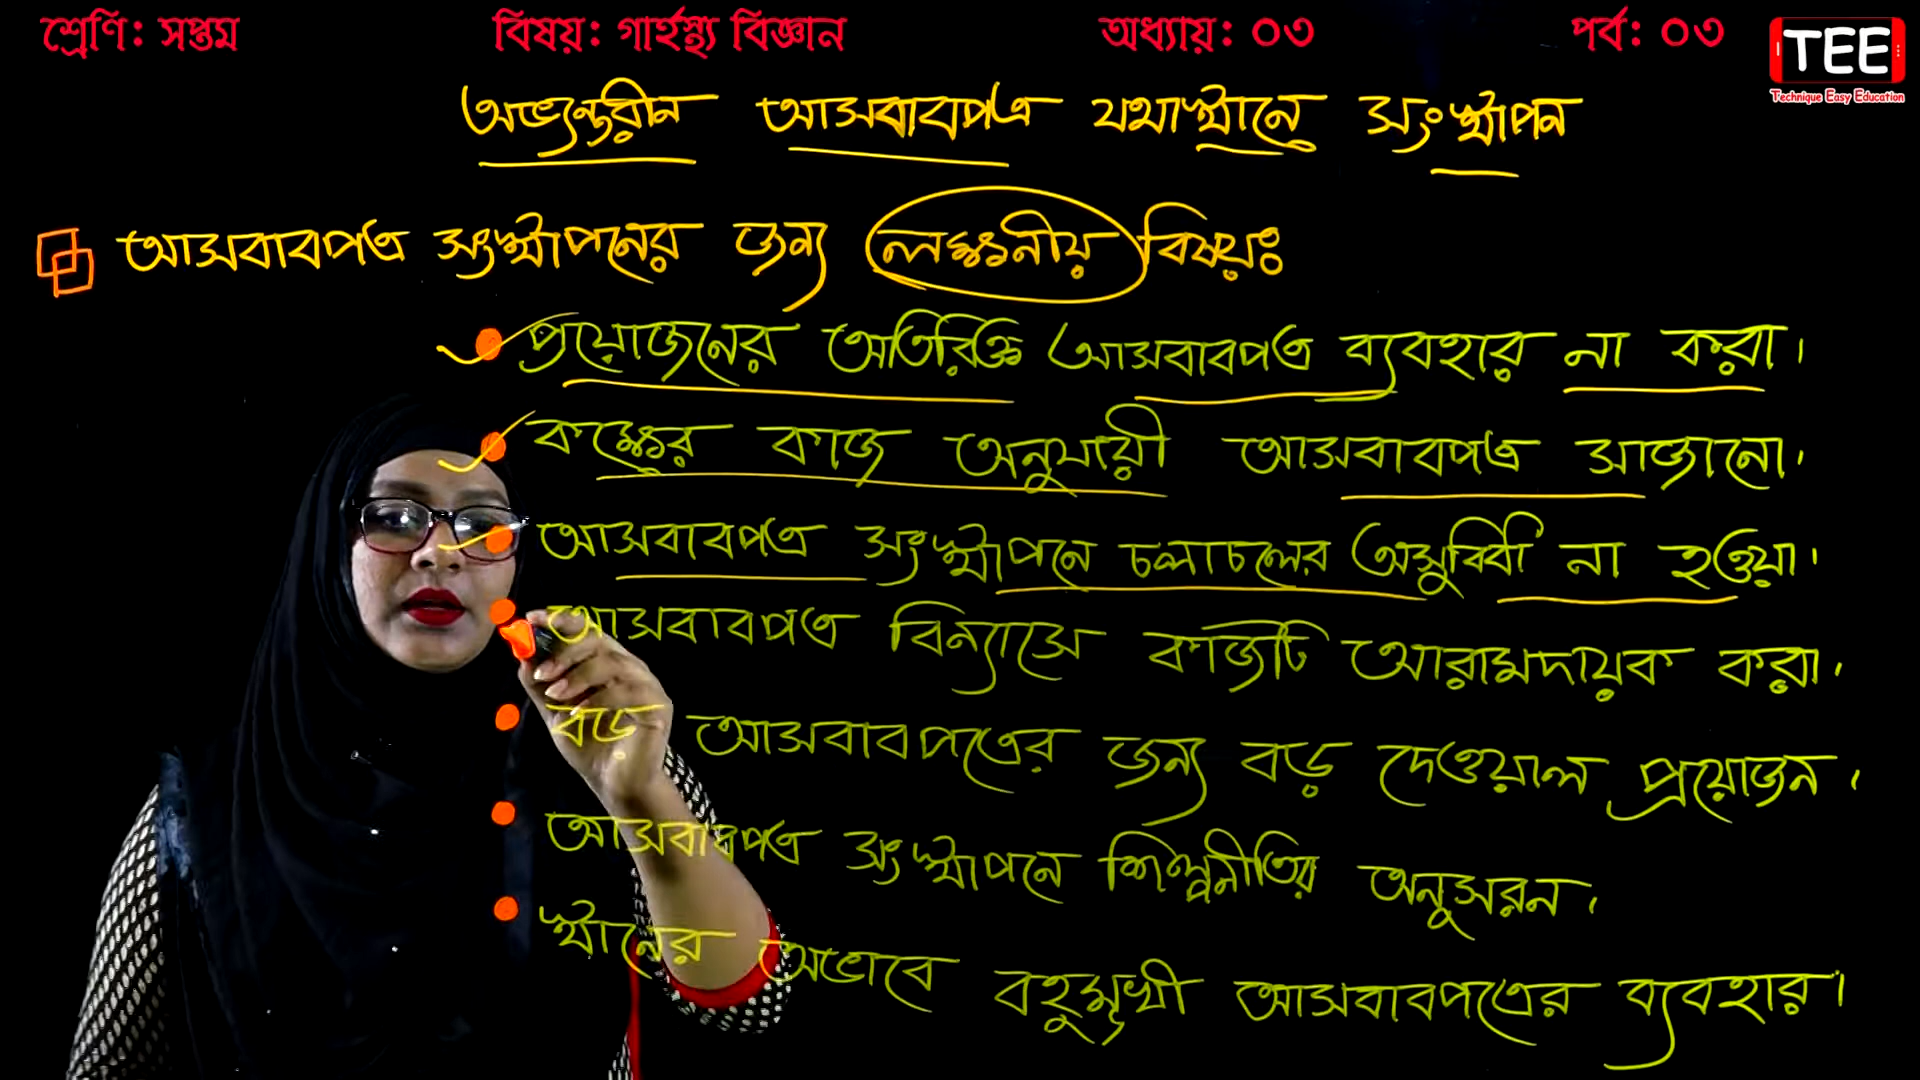 শ্রেণি: সপ্তম বিষয়: গার্হস্থ্য বিজ্ঞান অধ্যায়: ০৩ পর্ব: ০৩
TEE
Technique Easy Education
অভ্যন্তরীন আসবাবপত্র যথাস্থানে সংস্থাপন
আসবাবপত্র সংস্থাপনের জন্য লক্ষনীয় বিষয়ঃ
প্রয়োজনের অতিরিক্ত আসবাবপত্র ব্যবহার না করা।
কক্ষের কাজ অনুযায়ী আসবাবপত্র সাজানো।
আসবাবপত্র সংস্থাপনে চলাচলের অসুবিধা না হওয়া।
আসবাবপত্র বিন্যাসে কাজটি আরামদায়ক করা।
বড় আসবাবপত্রের জন্য বড় দেওয়াল প্রয়োজন।
আসবাবপত্র সংস্থাপনে শিল্পনীতির অনুসরন।
স্থানের অভাবে বহুমূখী আসবাবপত্রের ব্যবহার।